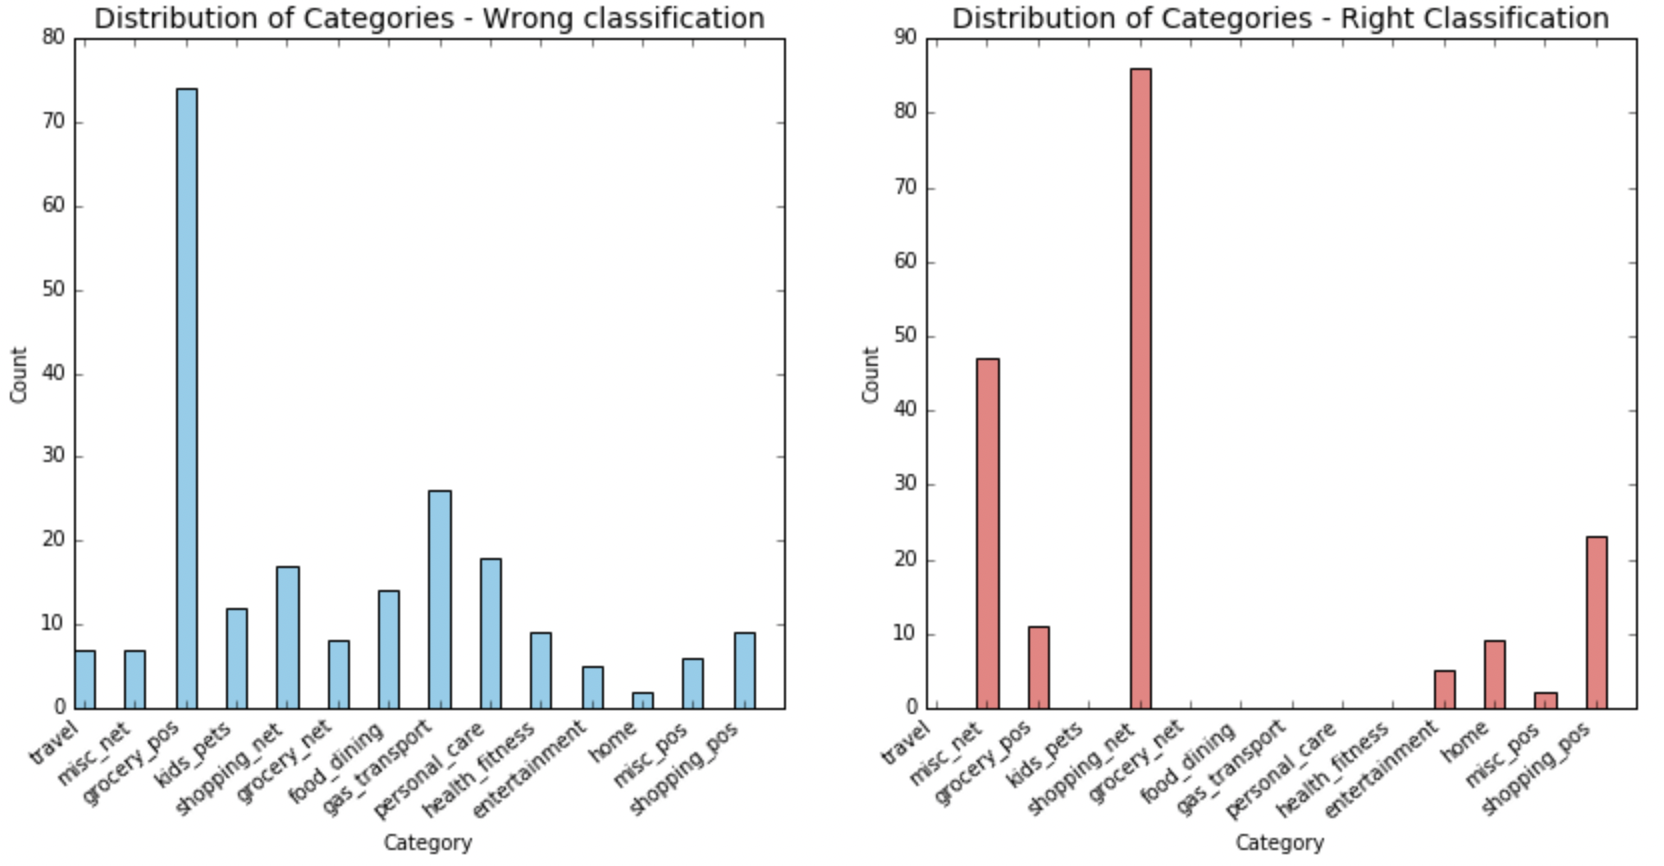 Distribution of Categories - Wrong classification
80
70
60
50
40
30
20
10
0
Count
travel
misc_net
grocery_pos
kids_pets
shopping_net
grocery_net
food_dining
gas_transport
personal_care
health_fitness
entertainment
home
misc_pos
shopping_pos
Category
Distribution of Categories - Right Classification
90
80
70
60
50
40
30
20
10
0
Count
travel
misc_net
grocery_pos
kids_pets
shopping_net
grocery_net
food_dining
gas_transport
personal_care
health_fitness
entertainment
home
misc_pos
shopping_pos
Category